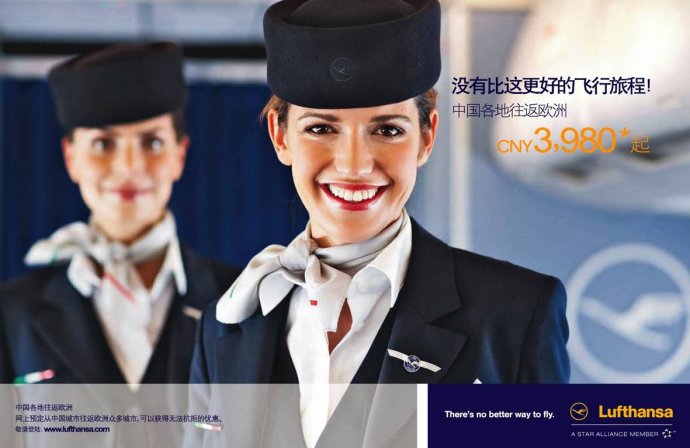 没有比这更好的飞行旅程!
中国各地往返欧洲
CNY3,980*起
中国各地往返欧洲
网上预定从中国城市往返欧洲众多城市,可以获得无法抗拒的优惠。
敬请登陆 www.lufthansa.com
There's no better way to fly.
Lufthansa
A STAR ALLIANCE MEMBER